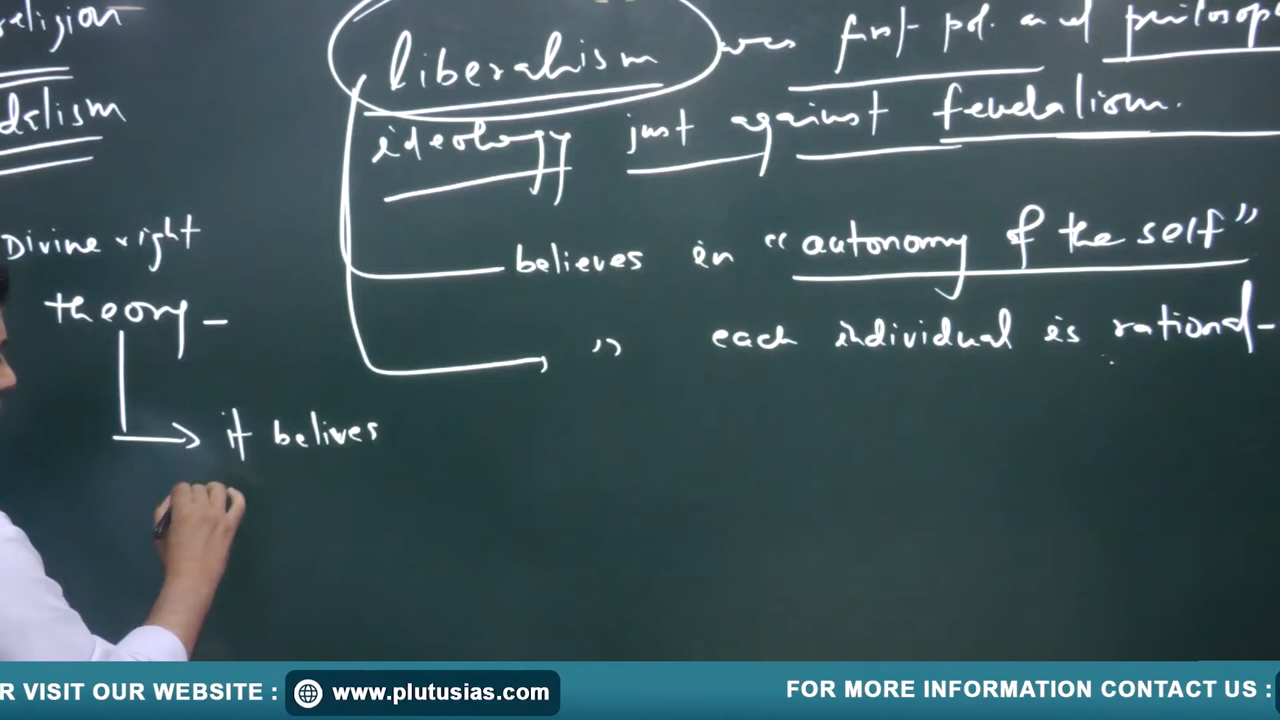 religion
dalism
Divine right
theory -
it belives
liberalism was first pol. and philosop
ideology just against feudalism.
believes in "autonomy of the self"
" each individual is rational-
R VISIT OUR WEBSITE : www.plutusias.com
FOR MORE INFORMATION CONTACT US :